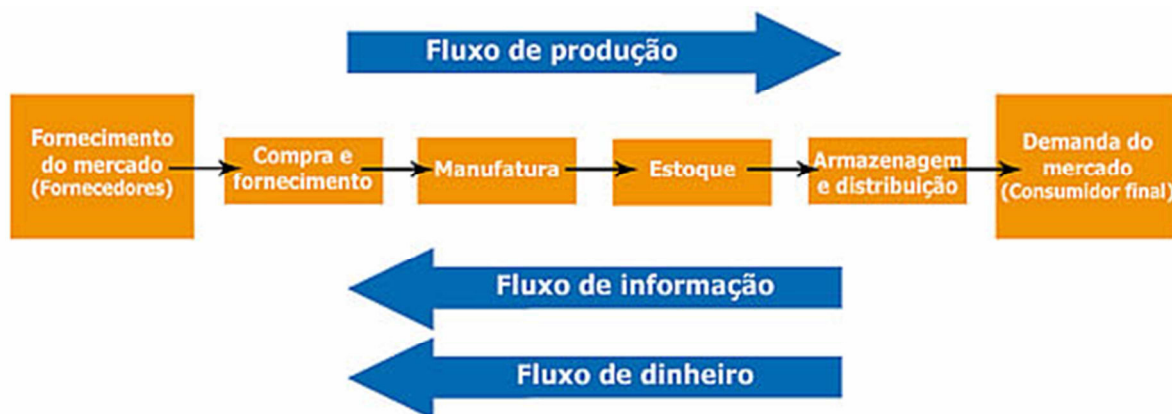 Fluxo de produção
Fornecimento
do mercado
(Fornecedores)
Compra e
fornecimento
Manufatura
Estoque
Armazenagem
e distribuição
Demanda do
mercado
(Consumidor final)
Fluxo de informação
Fluxo de dinheiro